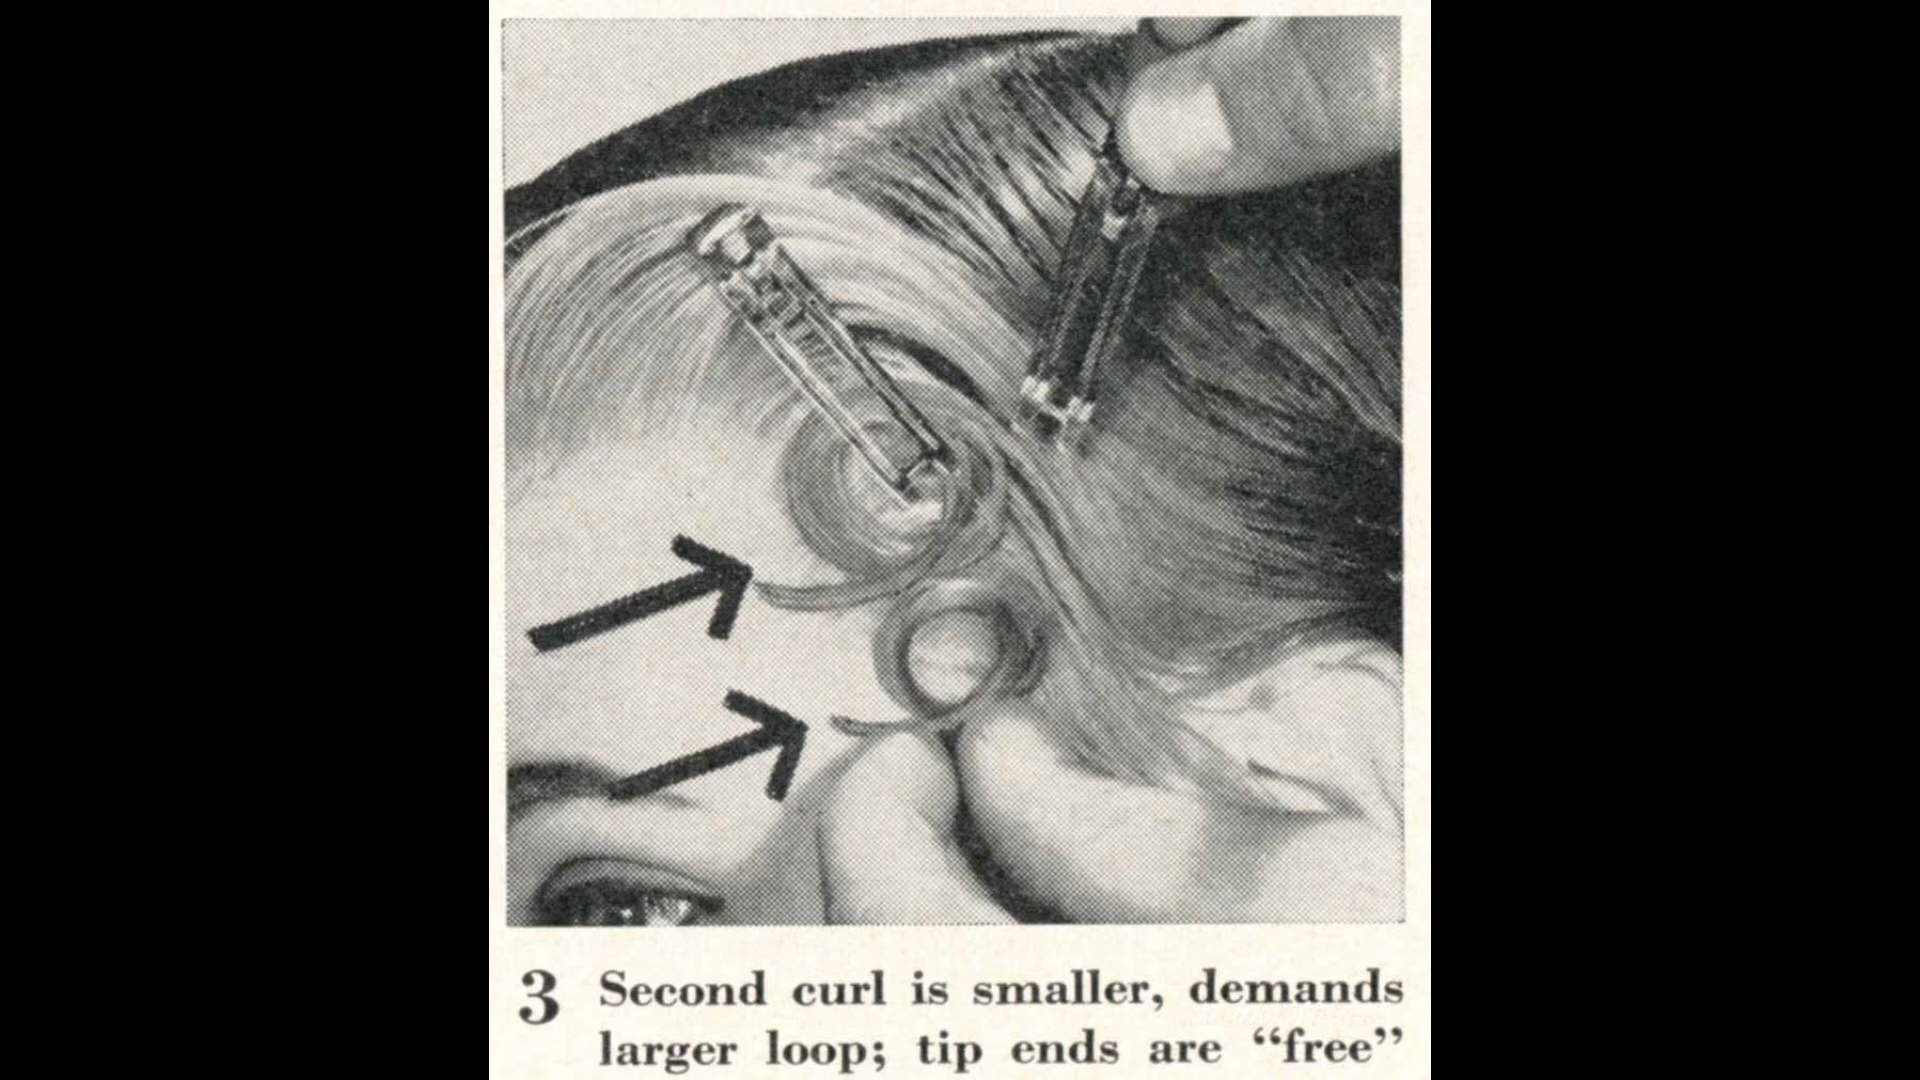 3 Second curl is smaller, demands
larger loop; tip ends are “free”